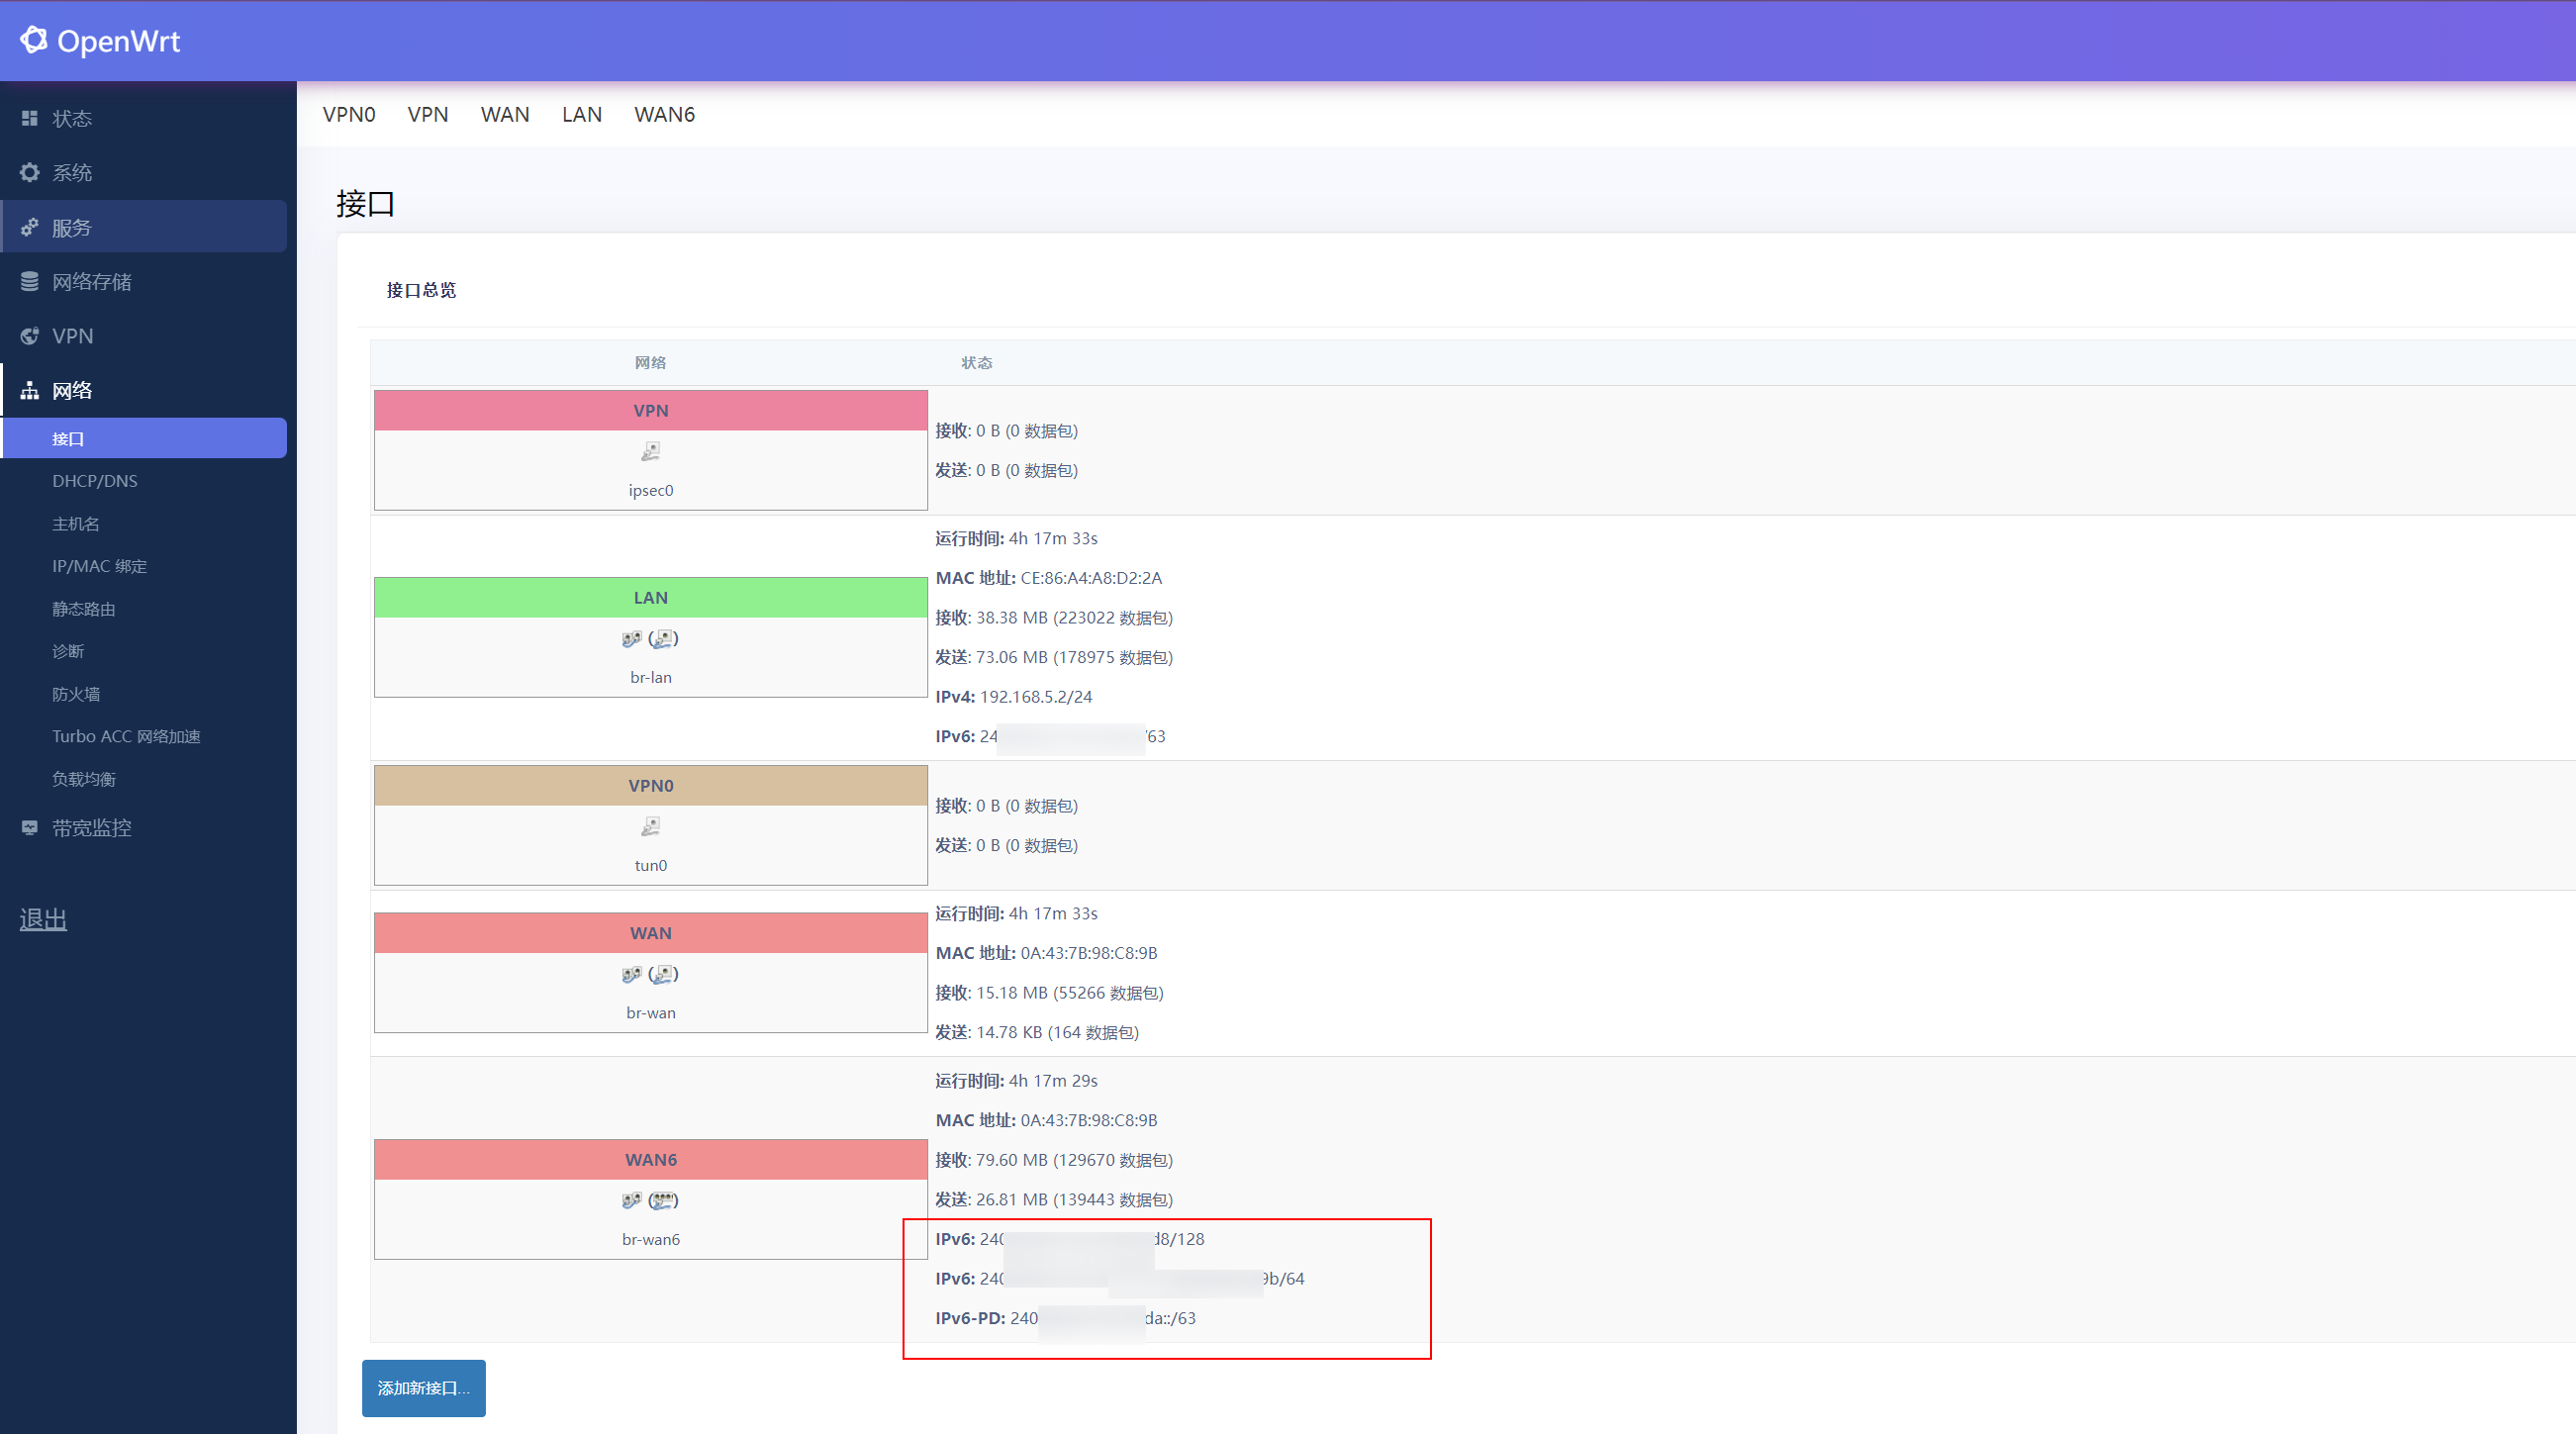 OpenWrt
状态
系统
服务
网络存储
VPN
网络
接口
DHCP/DNS
主机名
IP/MAC 绑定
静态路由
诊断
防火墙
Turbo ACC 网络加速
负载均衡
带宽监控
退出
VPN0 VPN WAN LAN WAN6
接口
接口总览
网络 状态
VPN
ipsec0
接收: 0 B (0 数据包)
发送: 0 B (0 数据包)
LAN
br-lan
运行时间: 4h 17m 33s
MAC 地址: CE:86:A4:A8:D2:2A
接收: 38.38 MB (223022 数据包)
发送: 73.06 MB (178975 数据包)
IPv4: 192.168.5.2/24
IPv6: 24 /63
VPN0
tun0
接收: 0 B (0 数据包)
发送: 0 B (0 数据包)
WAN
br-wan
运行时间: 4h 17m 33s
MAC 地址: 0A:43:7B:98:C8:9B
接收: 15.18 MB (55266 数据包)
发送: 14.78 KB (164 数据包)
WAN6
br-wan6
运行时间: 4h 17m 29s
MAC 地址: 0A:43:7B:98:C8:9B
接收: 79.60 MB (129670 数据包)
发送: 26.81 MB (139443 数据包)
IPv6: 240 d8/128
IPv6: 240 9b/64
IPv6-PD: 240 da::/63
添加新接口...